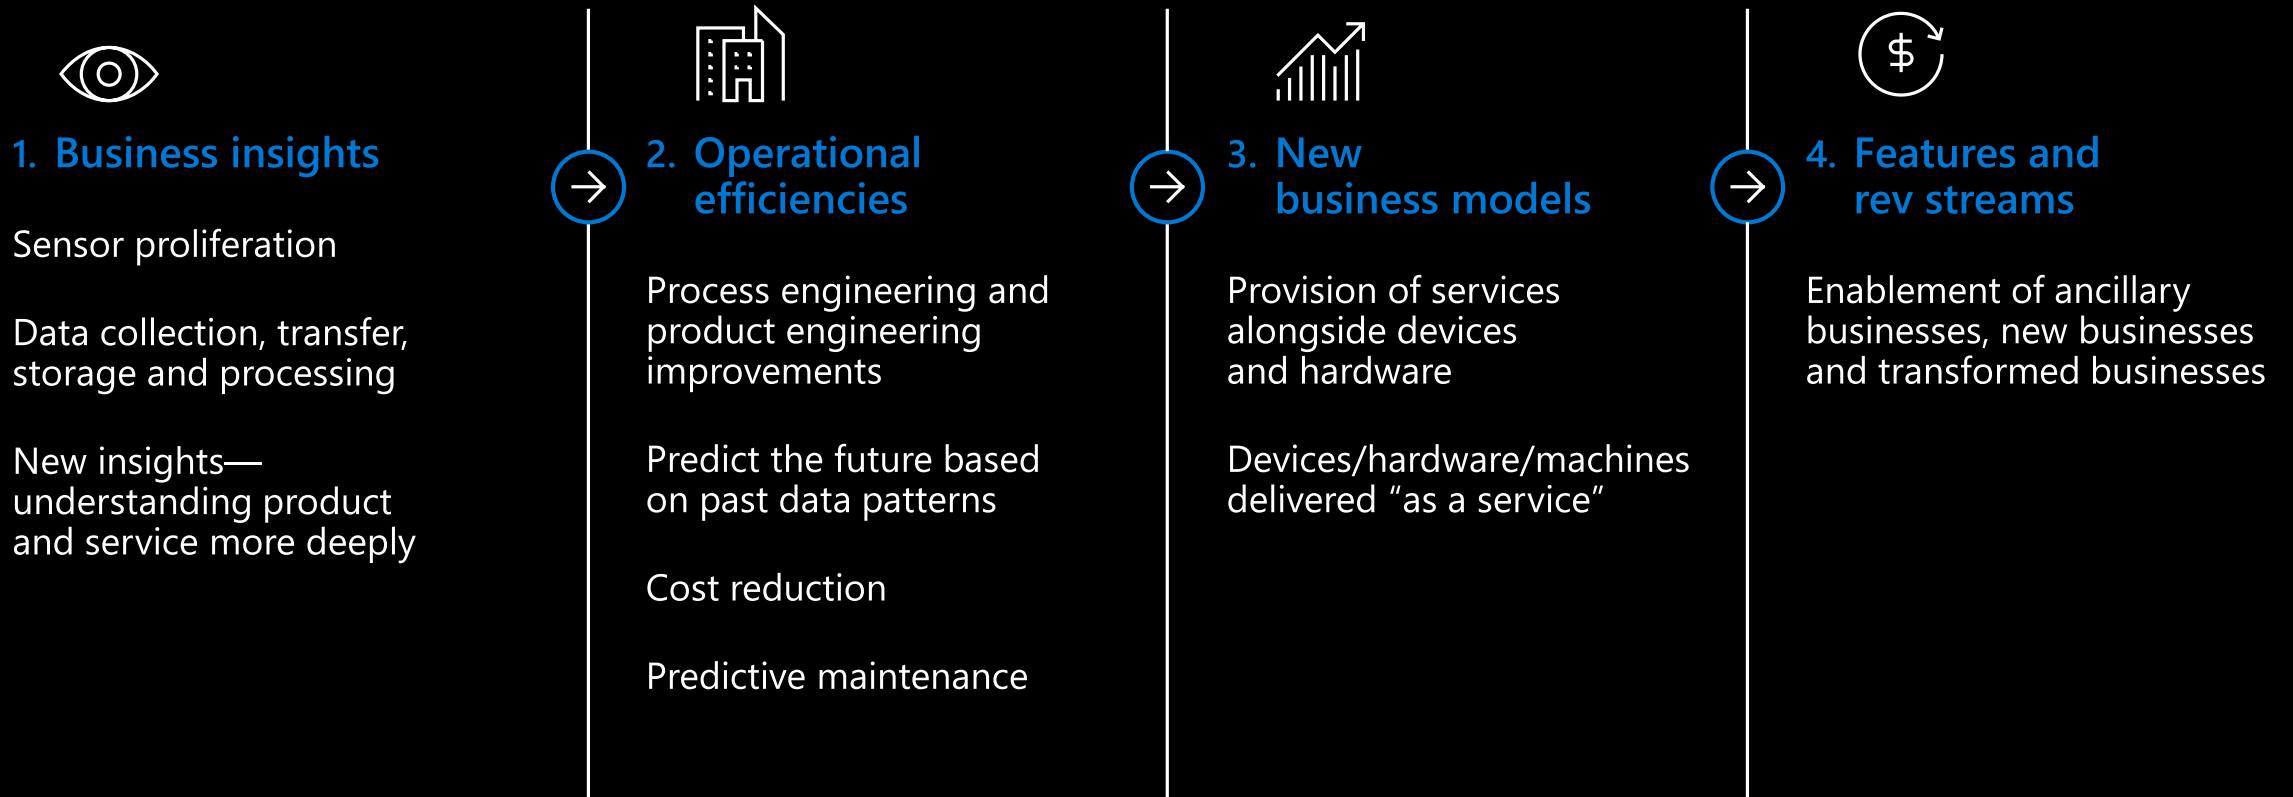 1. Business insights
Sensor proliferation
Data collection, transfer,
storage and processing
New insights—
understanding product
and service more deeply
2. Operational
efficiencies
Process engineering and
product engineering
improvements
Predict the future based
on past data patterns
Cost reduction
Predictive maintenance
3. New
business models
Provision of services
alongside devices
and hardware
Devices/hardware/machines
delivered “as a service”
4. Features and
rev streams
Enablement of ancillary
businesses, new businesses
and transformed businesses
$